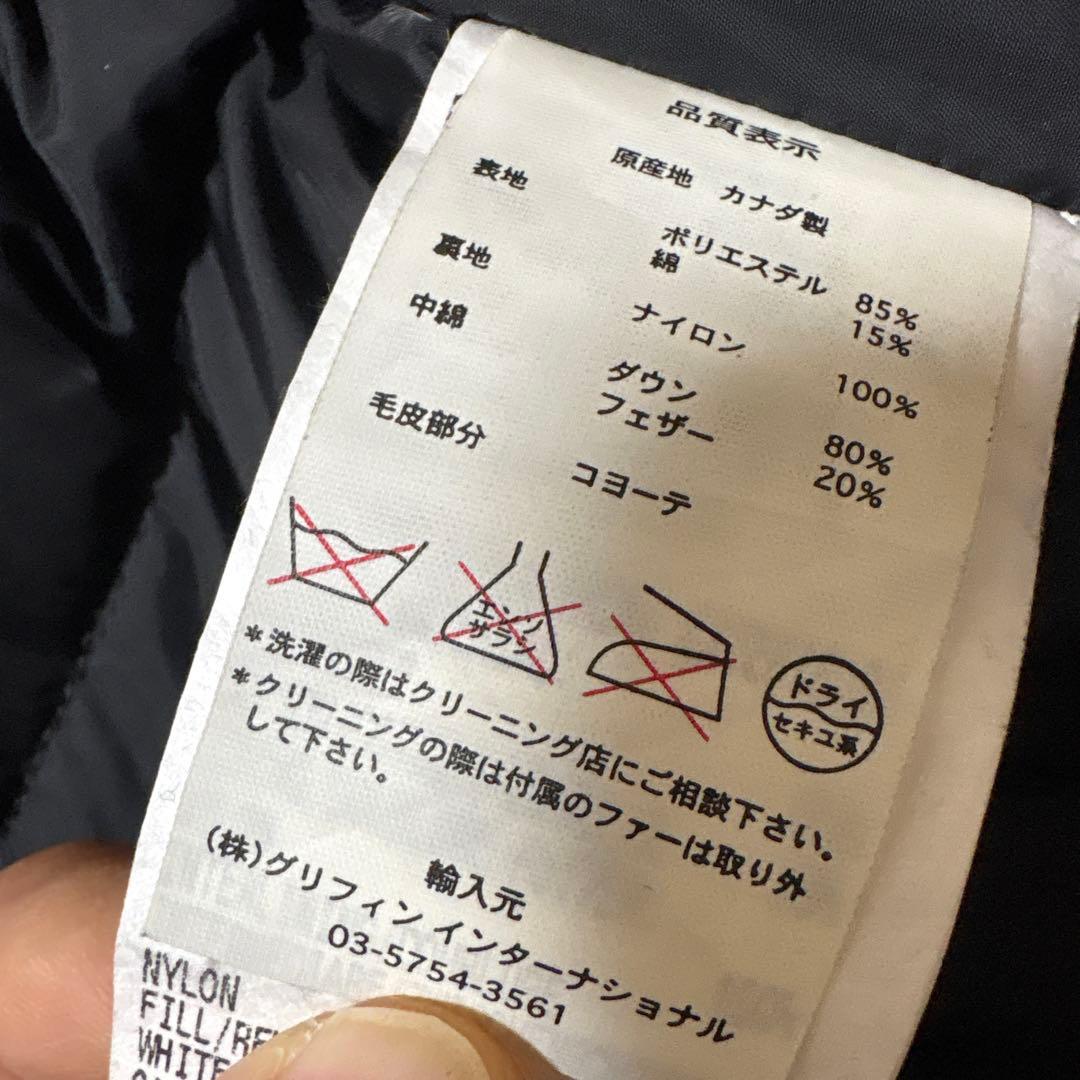 品質表示
原産地 カナダ製
表地 ポリエステル 85%
綿 15%
裏地 ナイロン 100%
中綿 ダウン 80%
フェザー 20%
毛皮部分 コヨーテ
エンソ
サラシ
ドライ
セキユ系
*洗濯の際はクリーニング店にご相談下さい。
*クリーニングの際は付属のファーは取り外
して下さい。
輸入元
(株)グリフィン インターナショナル
03-5754-3561
NYLON
FILL/
WHITE